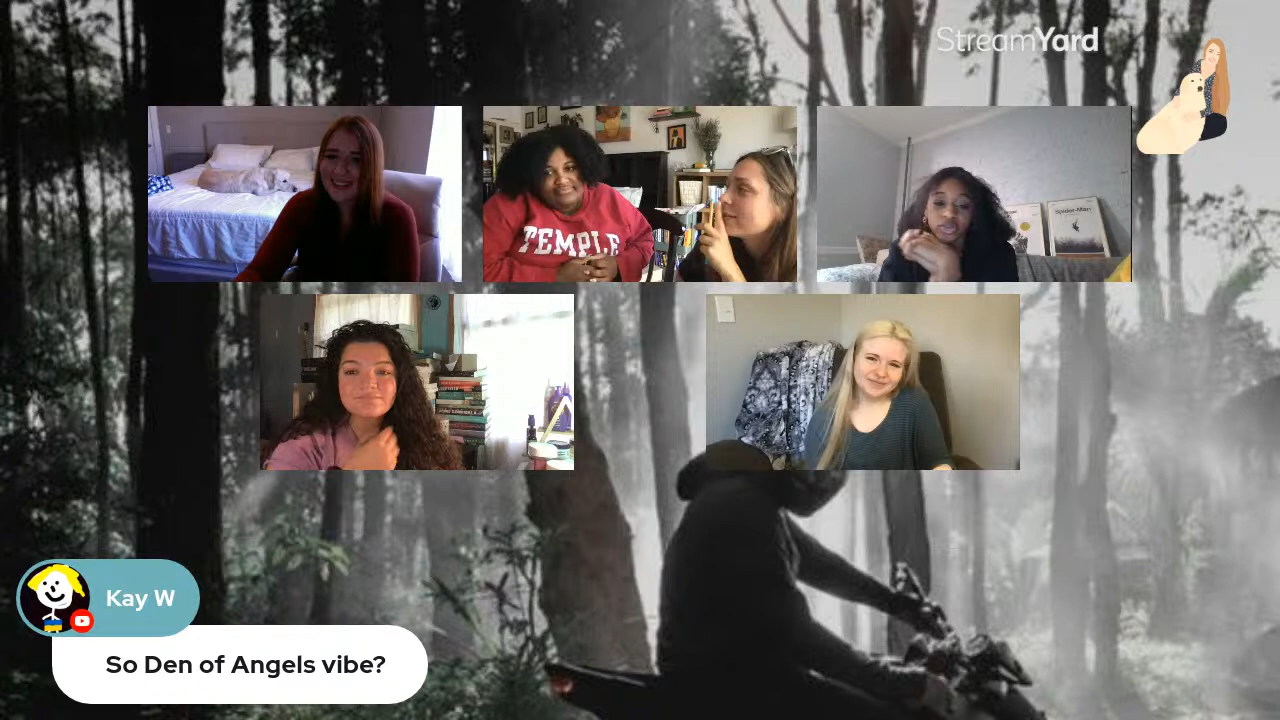 StreamYard
TEMPLE
Spider-Man
Kay W
So Den of Angels vibe?